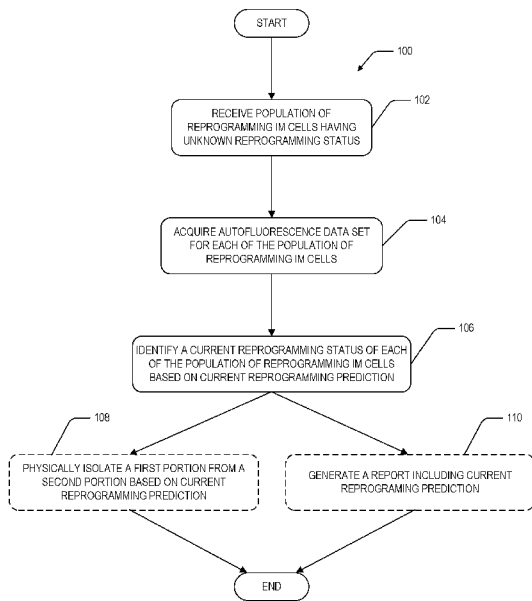 START
100
102
RECEIVE POPULATION OF
REPROGRAMMING IM CELLS HAVING
UNKNOWN REPROGRAMMING STATUS
104
ACQUIRE AUTOFLUORESCENCE DATA SET
FOR EACH OF THE POPULATION OF
REPROGRAMMING IM CELLS
106
IDENTIFY A CURRENT REPROGRAMMING STATUS OF EACH
OF THE POPULATION OF REPROGRAMMING IM CELLS
BASED ON CURRENT REPROGRAMMING PREDICTION
108
PHYSICALLY ISOLATE A FIRST PORTION FROM A
SECOND PORTION BASED ON CURRENT
REPROGRAMMING PREDICTION
110
GENERATE A REPORT INCLUDING CURRENT
REPROGRAMING PREDICTION
END